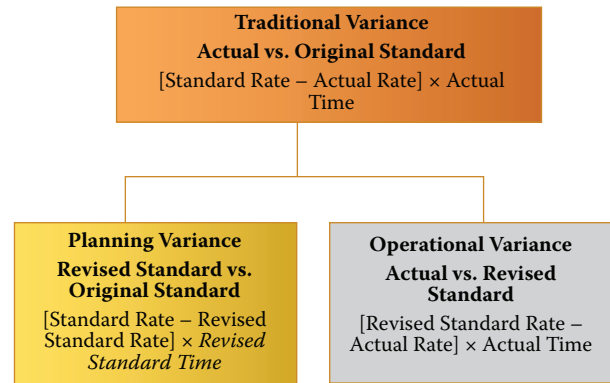 Traditional Variance
Actual vs. Original Standard
[Standard Rate – Actual Rate] × Actual
Time
Planning Variance
Revised Standard vs.
Original Standard
[Standard Rate – Revised
Standard Rate] × Revised
Standard Time
Operational Variance
Actual vs. Revised
Standard
[Revised Standard Rate –
Actual Rate] × Actual Time